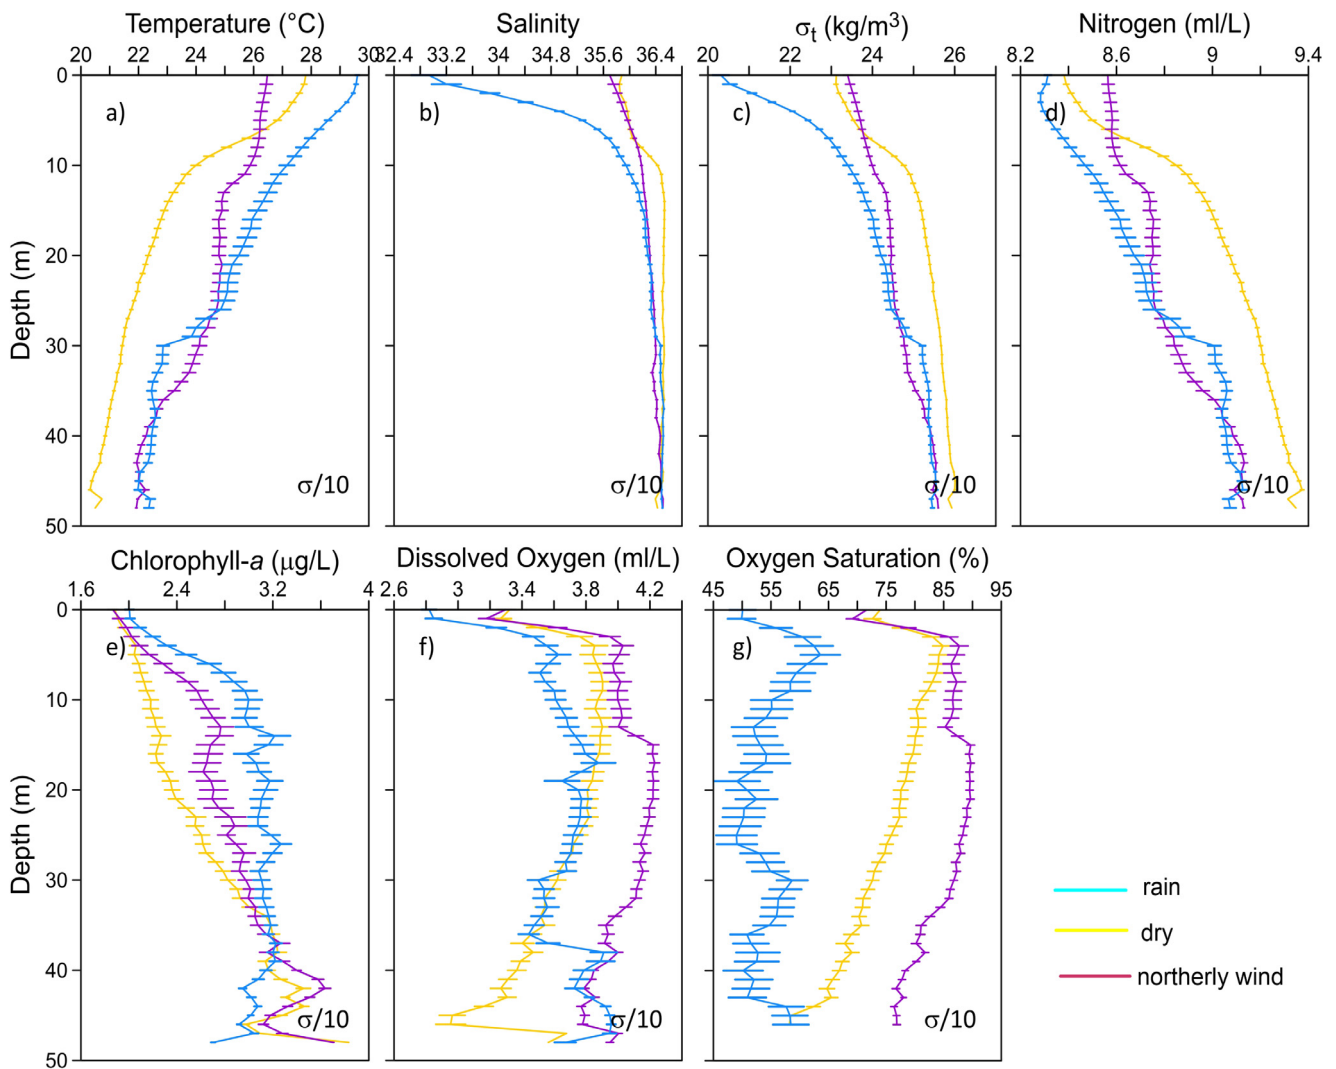 Temperature (°C) Salinity σt (kg/m³) Nitrogen (ml/L)
20 22 24 26 28 30 32.4 33.2 34 34.8 35.6 36.4 20 22 24 26 8.2 8.6 9 9.4
0
a) b) c) d)
10
20
Depth (m)
30
40
σ/10 σ/10 σ/10 σ/10
50
Chlorophyll-a (μg/L) Dissolved Oxygen (ml/L) Oxygen Saturation (%)
1.6 2.4 3.2 4 2.6 3 3.4 3.8 4.2 45 55 65 75 85 95
0
e) f) g)
10
20
Depth (m)
30
rain
dry
40
northerly wind
σ/10 σ/10 σ/10
50